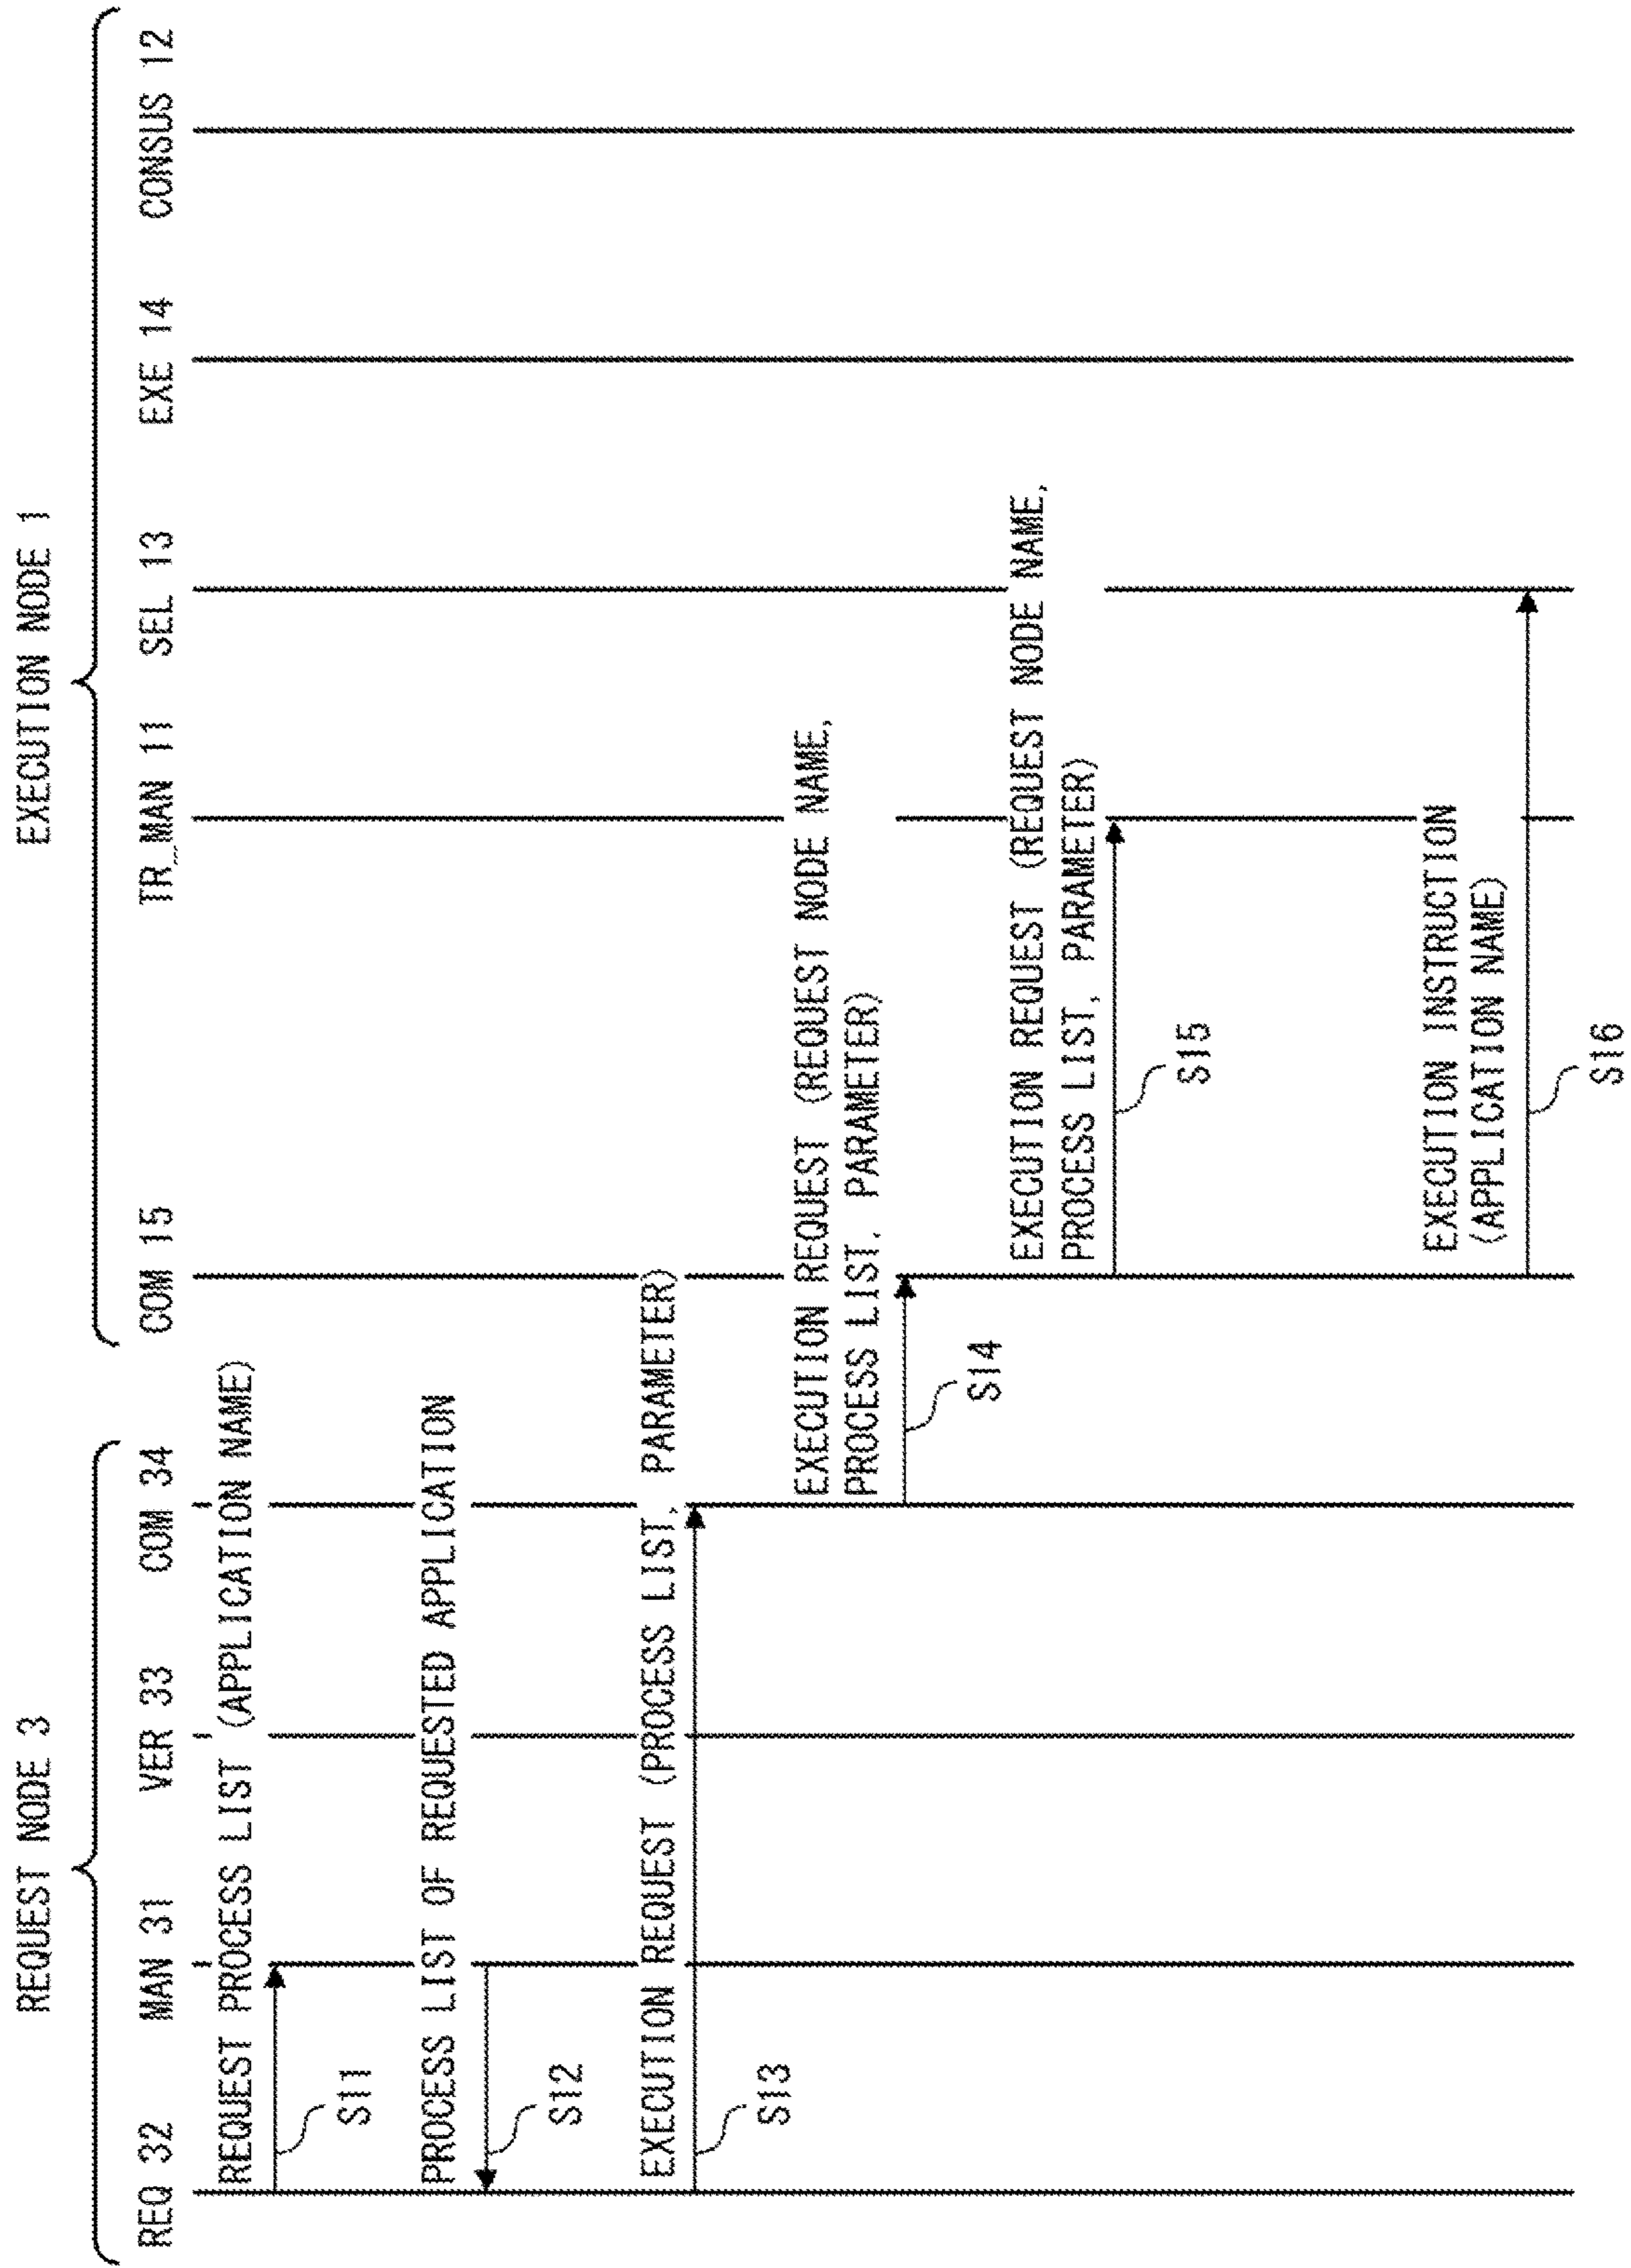 REQUEST NODE 3
EXECUTION NODE 1
REQ 32
MAN 31
VER 33
COM 34
COM 15
TR_MAN 11
SEL 13
EXE 14
CONSUS 12
REQUEST PROCESS LIST (APPLICATION NAME)
S11
PROCESS LIST OF REQUESTED APPLICATION
S12
EXECUTION REQUEST (PROCESS LIST, PARAMETER)
S13
EXECUTION REQUEST (REQUEST NODE NAME,
PROCESS LIST, PARAMETER)
S14
EXECUTION REQUEST (REQUEST NODE NAME,
PROCESS LIST, PARAMETER)
S15
EXECUTION INSTRUCTION
(APPLICATION NAME)
S16